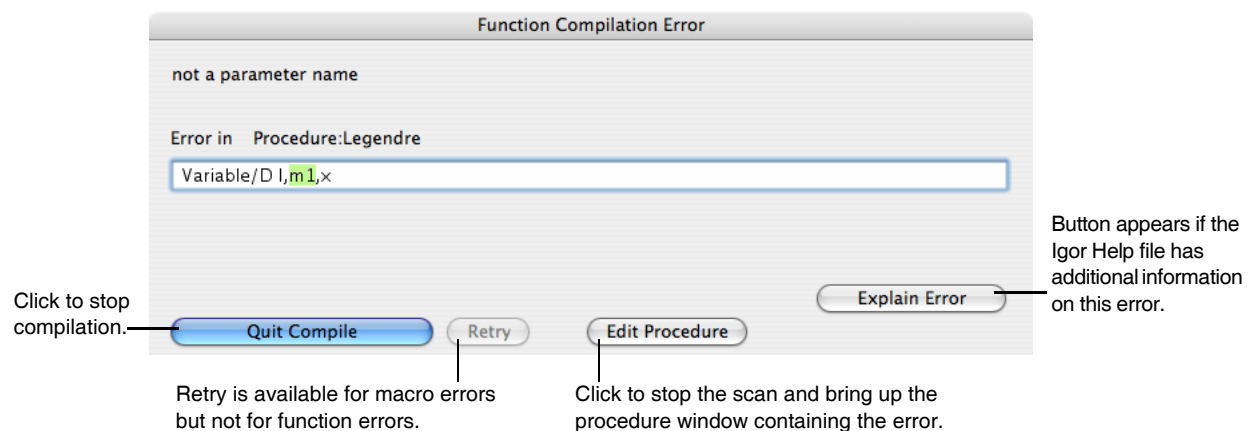 Function Compilation Error
not a parameter name
Error in Procedure:Legendre
Variable/D l,m1,x
Button appears if the
Igor Help file has
additional information
on this error.
Explain Error
Click to stop
compilation.
Quit Compile
Retry
Edit Procedure
Retry is available for macro errors
but not for function errors.
Click to stop the scan and bring up the
procedure window containing the error.